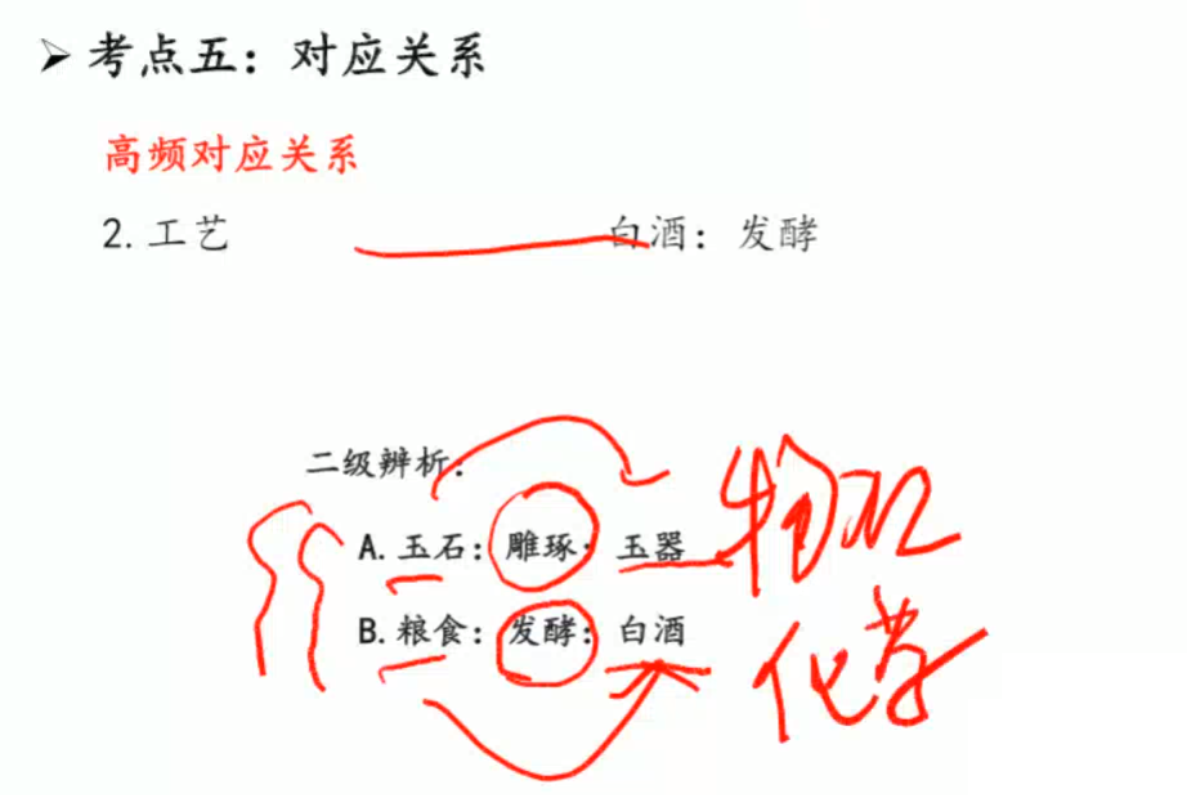 ➢ 考点五：对应关系
高频对应关系
2. 工艺 白酒：发酵
二级辨析：
A. 玉石：雕琢：玉器 物理
B. 粮食：发酵：白酒 化学